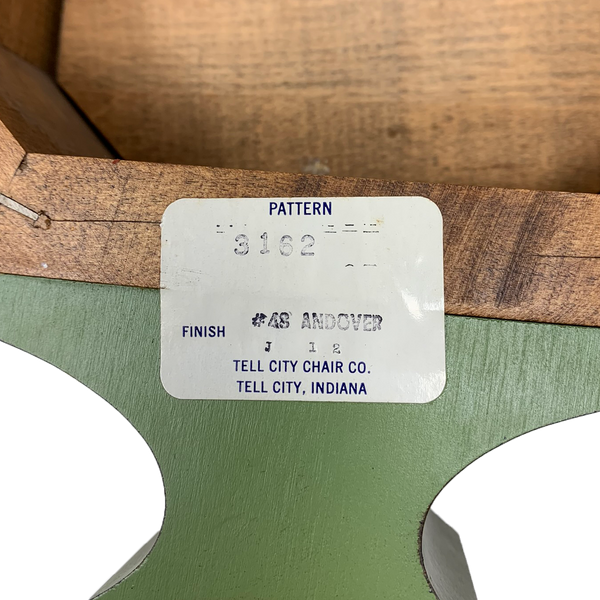 PATTERN
3162
FINISH #48 ANDOVER
J 12
TELL CITY CHAIR CO.
TELL CITY, INDIANA